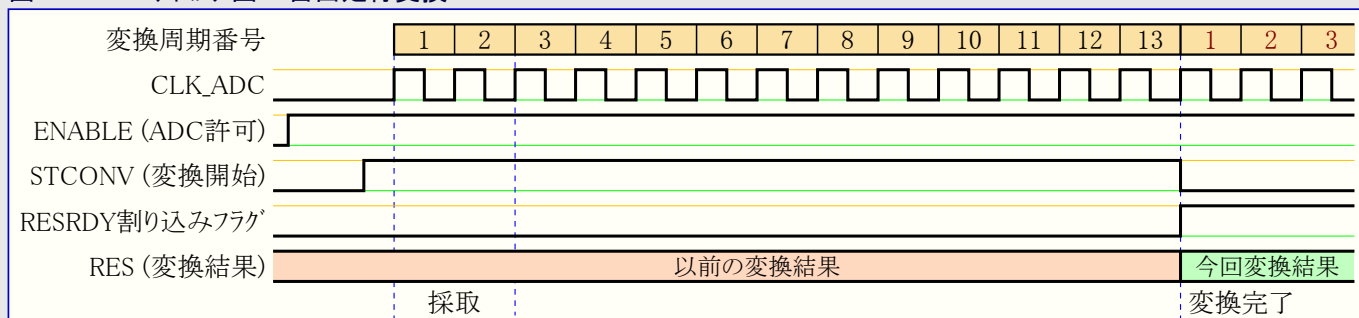 変換周期番号 1 2 3 4 5 6 7 8 9 10 11 12 13 1 2 3
CLK_ADC
ENABLE (ADC許可)
STCONV (変換開始)
RESRDY割り込みフラグ
RES (変換結果) 以前の変換結果 今回変換結果
採取 変換完了